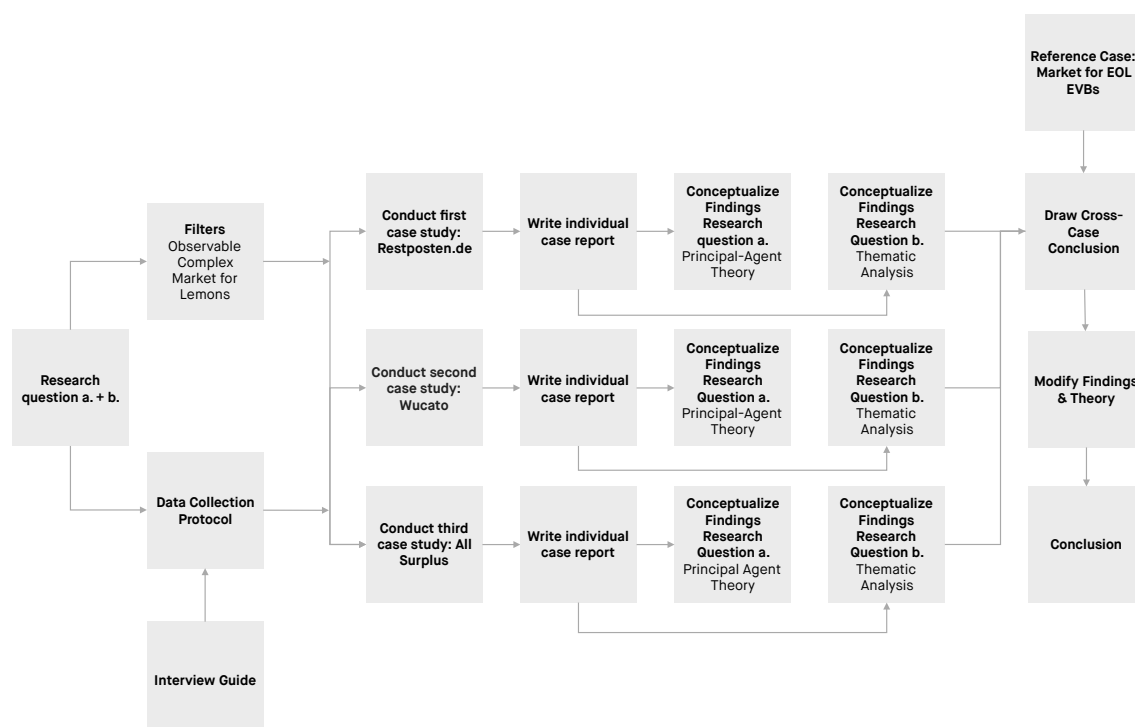 Reference Case:
Market for EOL
EVBs
Filters
Observable
Complex
Market for
Lemons
Research
question a. + b.
Data Collection
Protocol
Interview Guide
Conduct first
case study:
Restposten.de
Write individual
case report
Conceptualize
Findings
Research
question a.
Principal-Agent
Theory
Conceptualize
Findings
Research
Question b.
Thematic
Analysis
Conduct second
case study:
Wucato
Write individual
case report
Conceptualize
Findings
Research
Question a.
Principal-Agent
Theory
Conceptualize
Findings
Research
Question b.
Thematic
Analysis
Conduct third
case study: All
Surplus
Write individual
case report
Conceptualize
Findings
Research
Question a.
Principal Agent
Theory
Conceptualize
Findings
Research
Question b.
Thematic
Analysis
Draw Cross-
Case
Conclusion
Modify Findings
& Theory
Conclusion